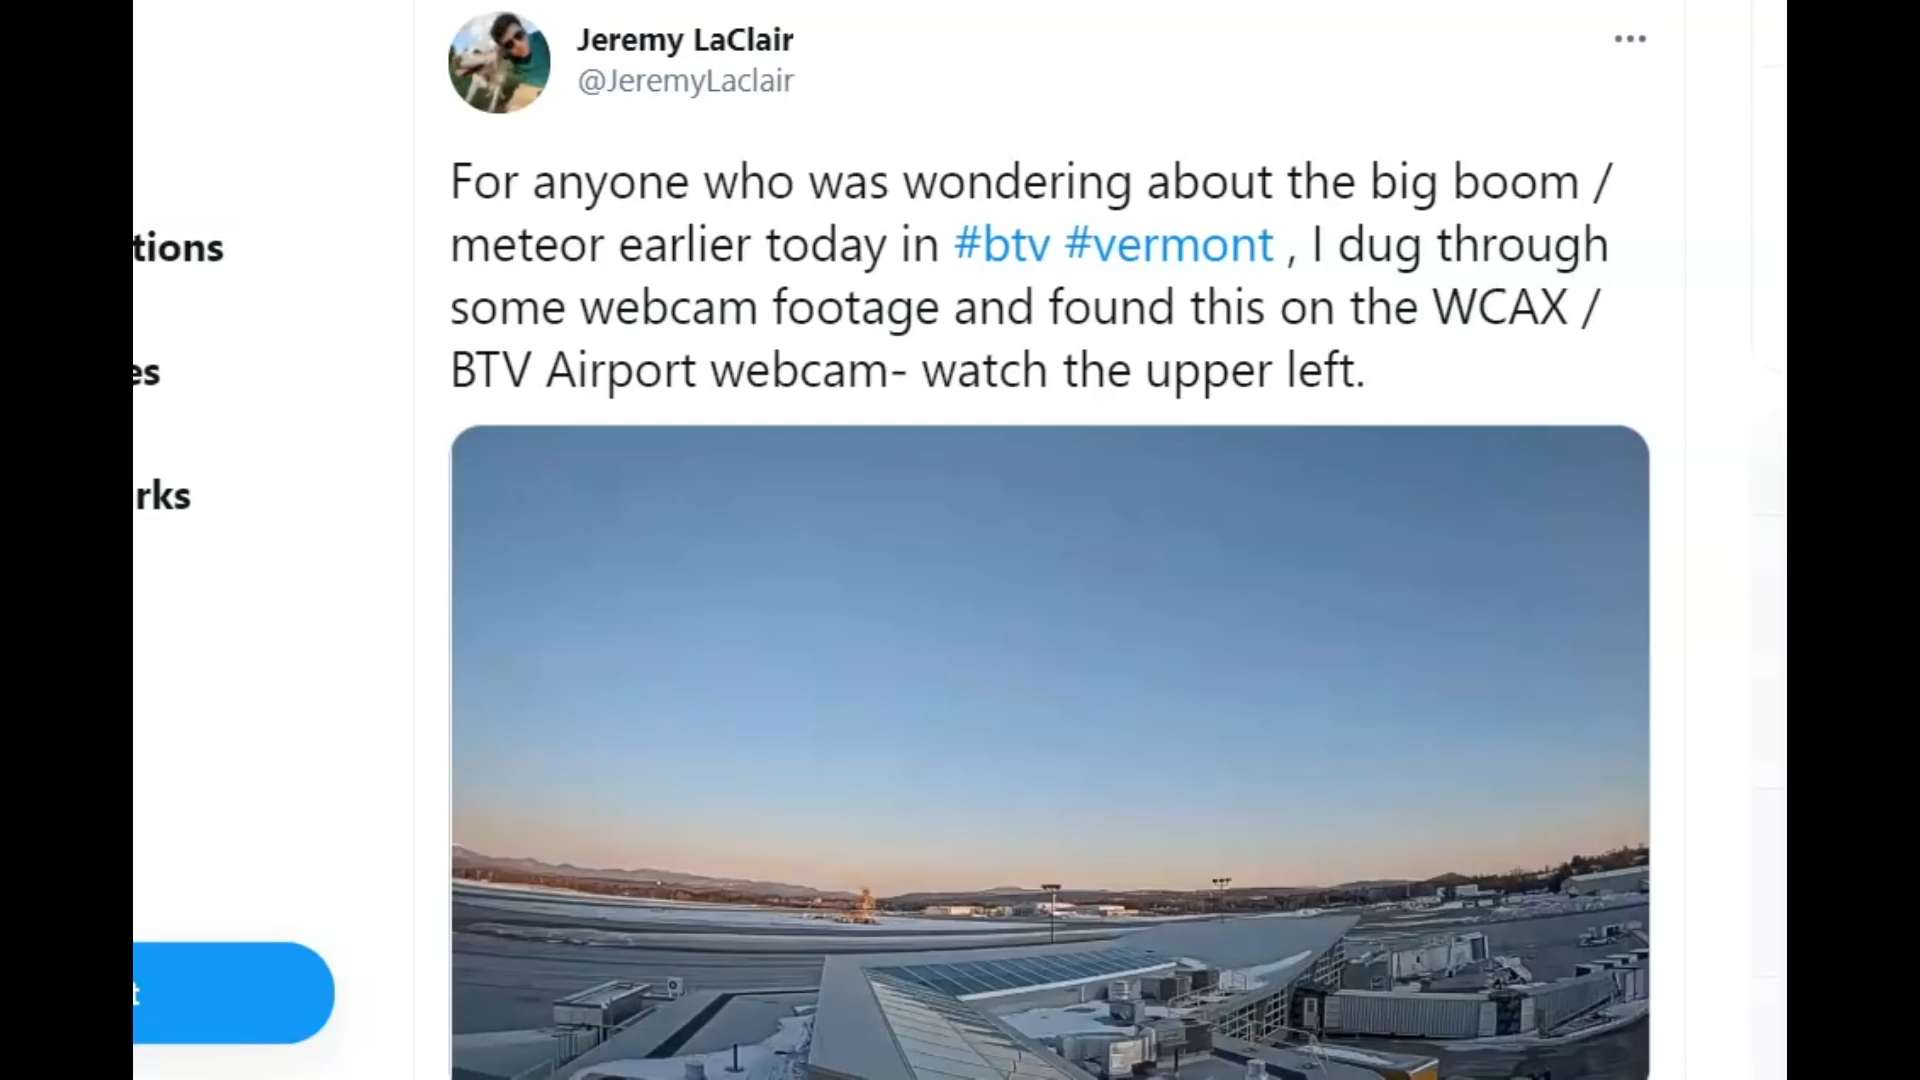 Jeremy LaClair
@JeremyLaclair
For anyone who was wondering about the big boom /
meteor earlier today in #btv #vermont , I dug through
some webcam footage and found this on the WCAX /
BTV Airport webcam- watch the upper left.
tions
es
rks
t